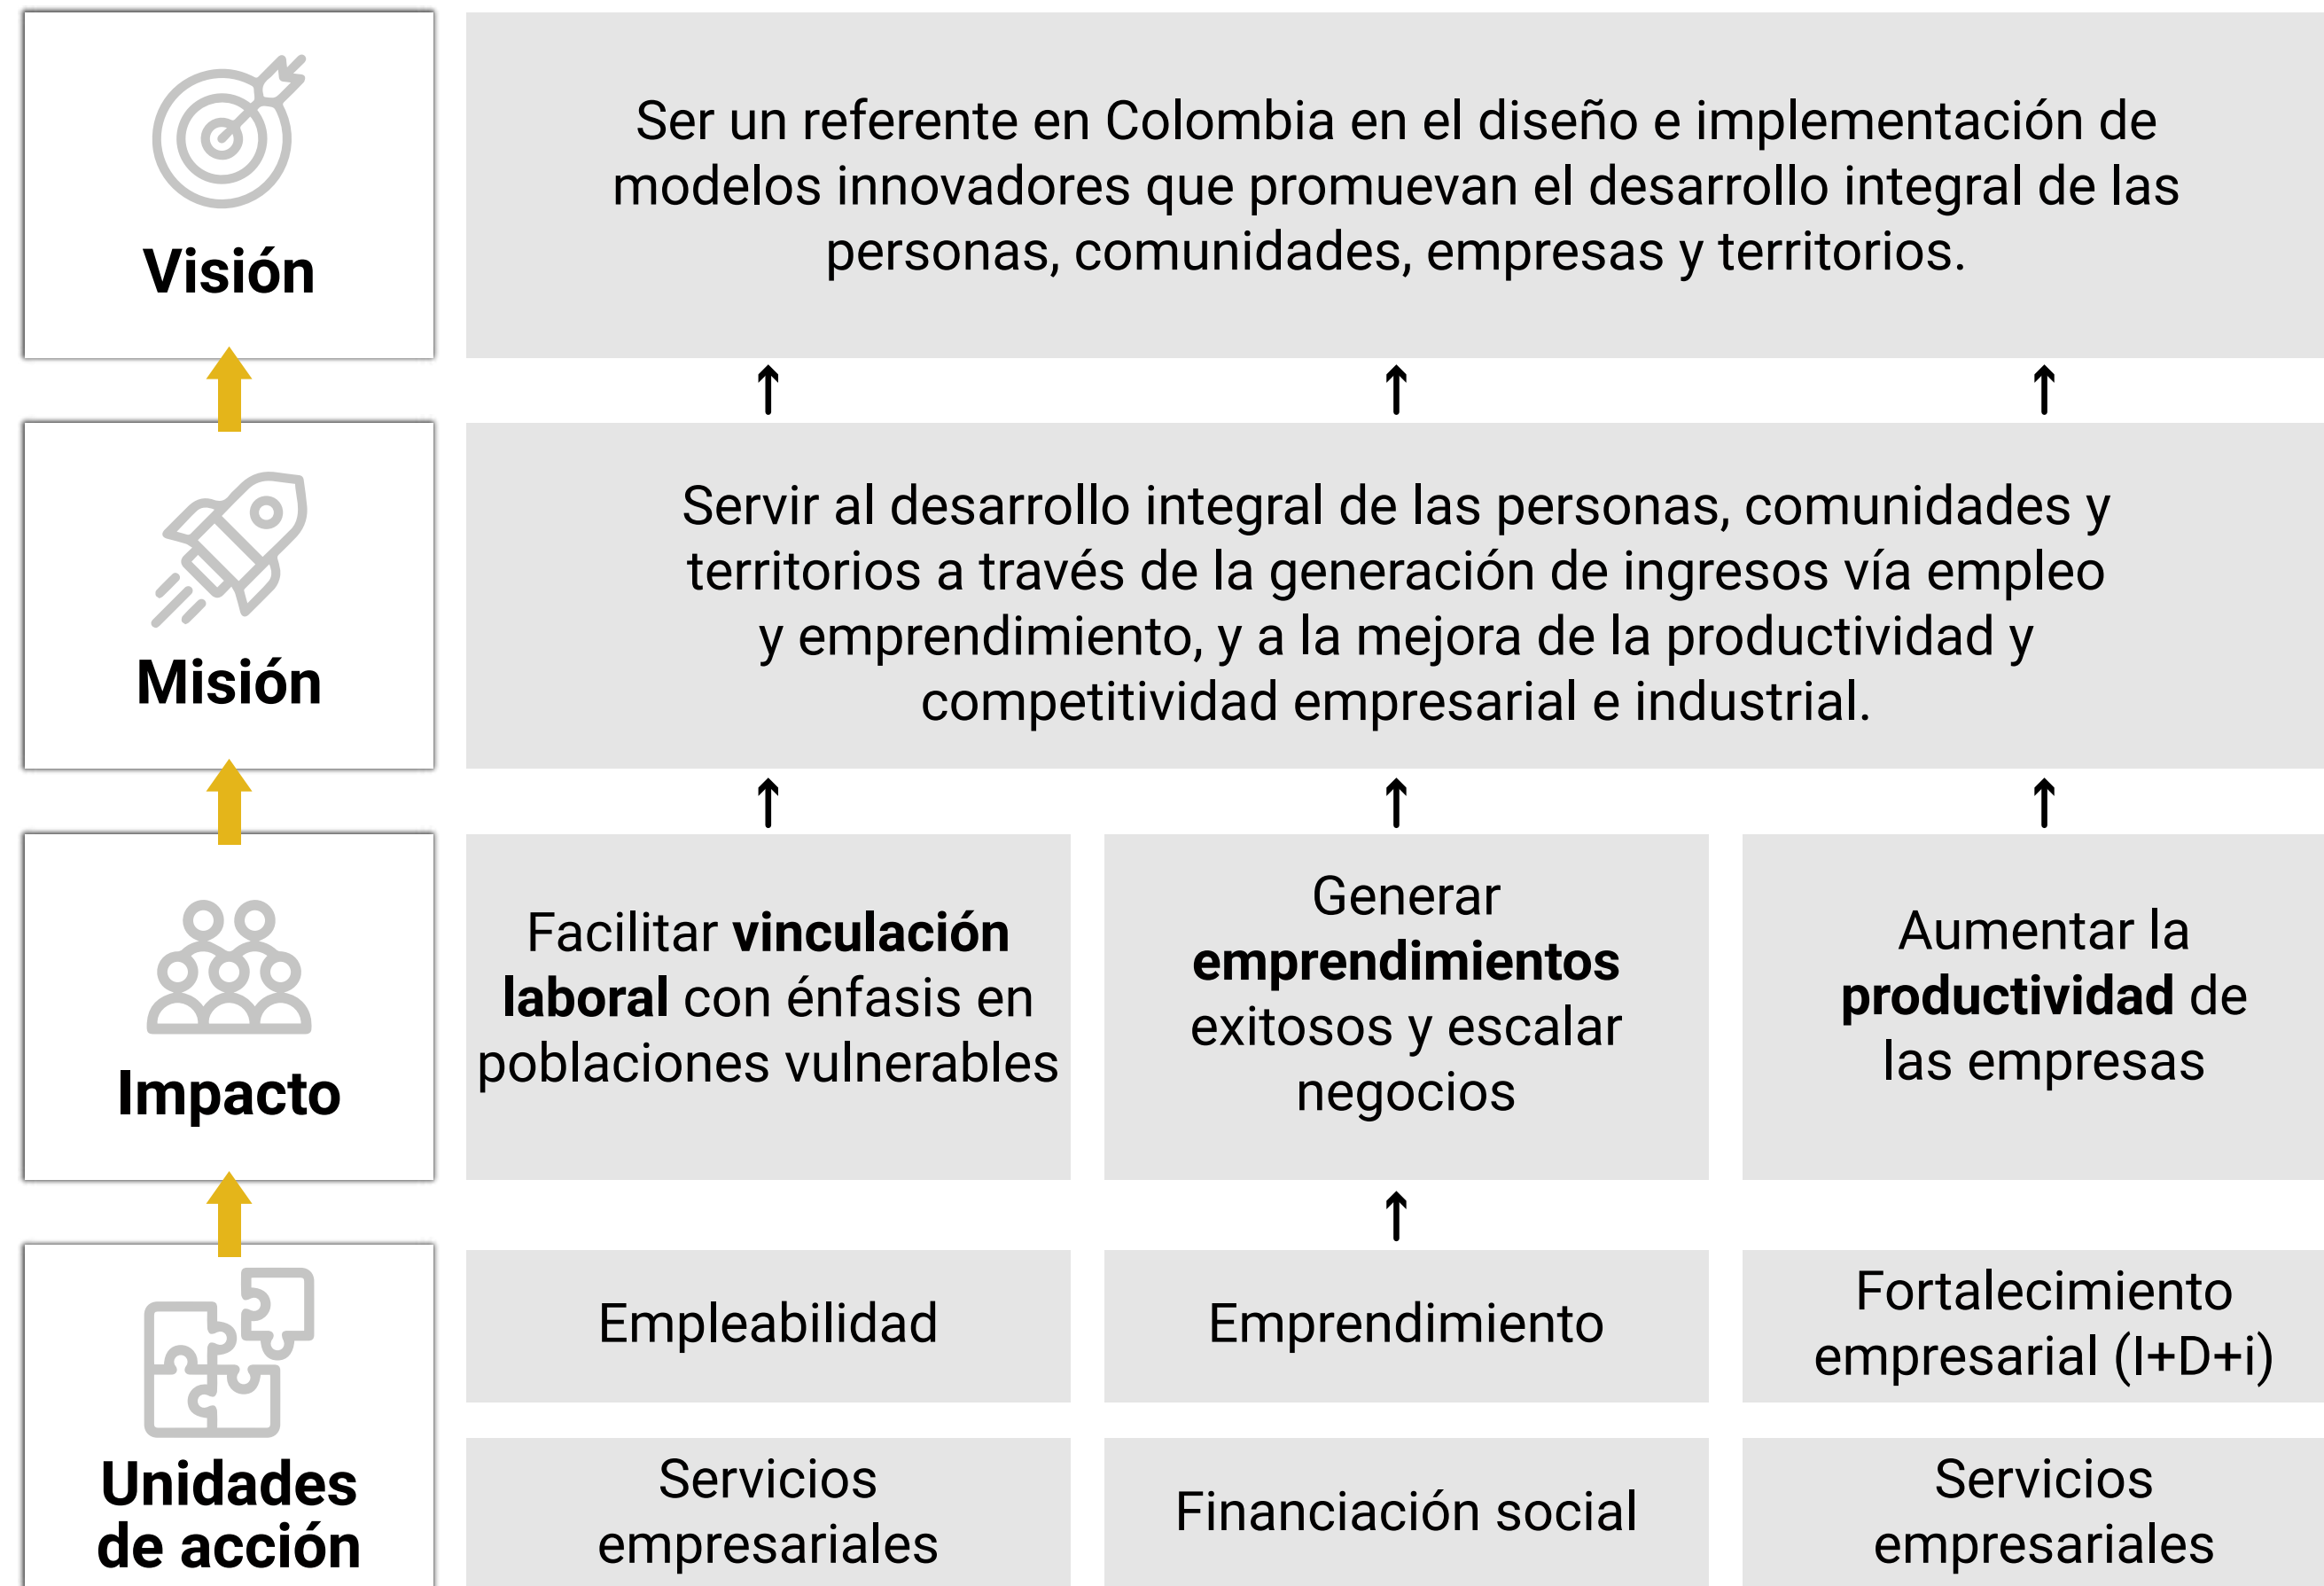 Visión
Ser un referente en Colombia en el diseño e implementación de
modelos innovadores que promuevan el desarrollo integral de las
personas, comunidades, empresas y territorios.
Misión
Servir al desarrollo integral de las personas, comunidades y
territorios a través de la generación de ingresos vía empleo
y emprendimiento, y a la mejora de la productividad y
competitividad empresarial e industrial.
Impacto
Facilitar vinculación
laboral con énfasis en
poblaciones vulnerables
Generar
emprendimientos
exitosos y escalar
negocios
Aumentar la
productividad de
las empresas
Unidades
de acción
Empleabilidad
Emprendimiento
Fortalecimiento
empresarial (I+D+i)
Servicios
empresariales
Financiación social
Servicios
empresariales